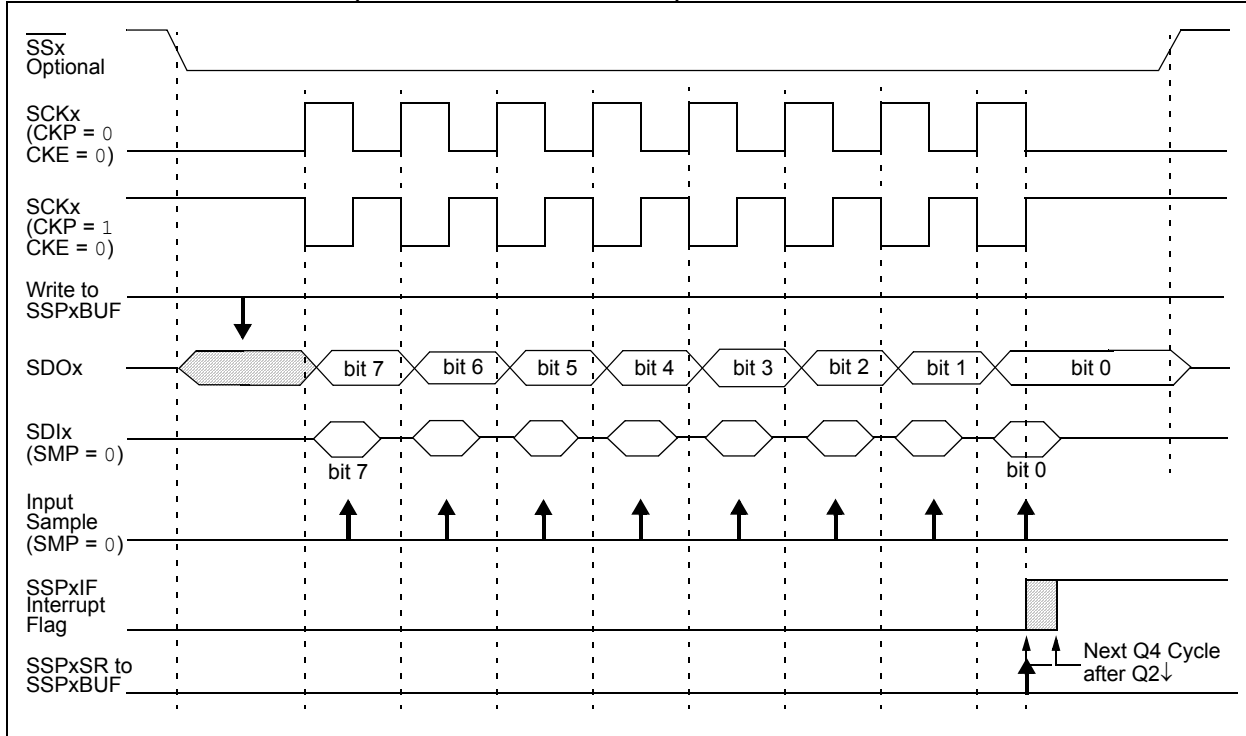 SSx
Optional
SCKx
(CKP = 0
CKE = 0)
SCKx
(CKP = 1
CKE = 0)
Write to
SSPxBUF
SDOx
bit 7
bit 6
bit 5
bit 4
bit 3
bit 2
bit 1
bit 0
SDIx
(SMP = 0)
bit 7
bit 0
Input
Sample
(SMP = 0)
SSPxIF
Interrupt
Flag
Next Q4 Cycle
after Q2↓
SSPxSR to
SSPxBUF